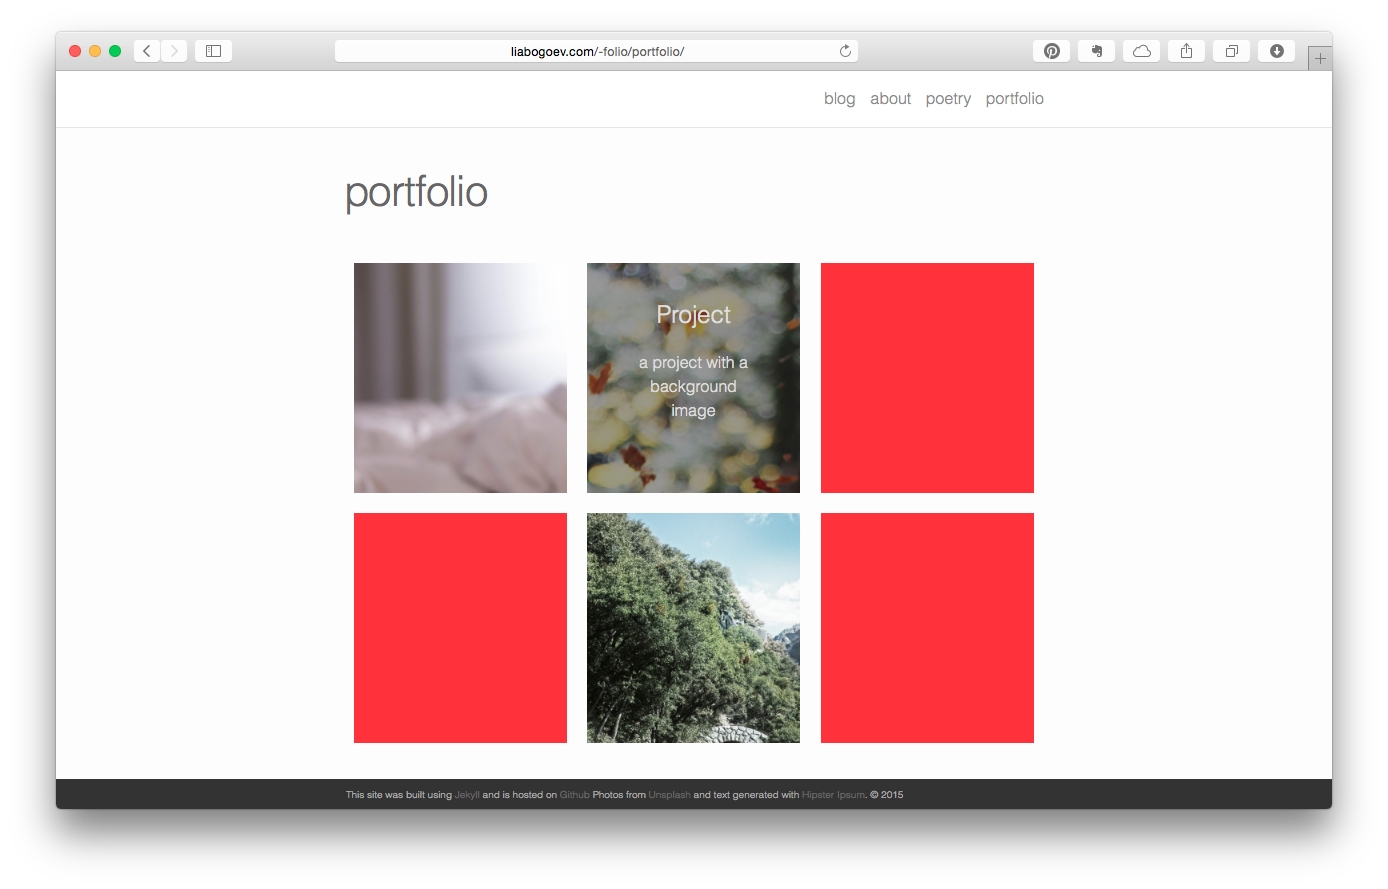 liabogoev.com/-folio/portfolio/
blog about poetry portfolio
portfolio
Project
a project with a
background
image
This site was built using Jekyll and is hosted on Github Photos from Unsplash and text generated with Hipster Ipsum. © 2015